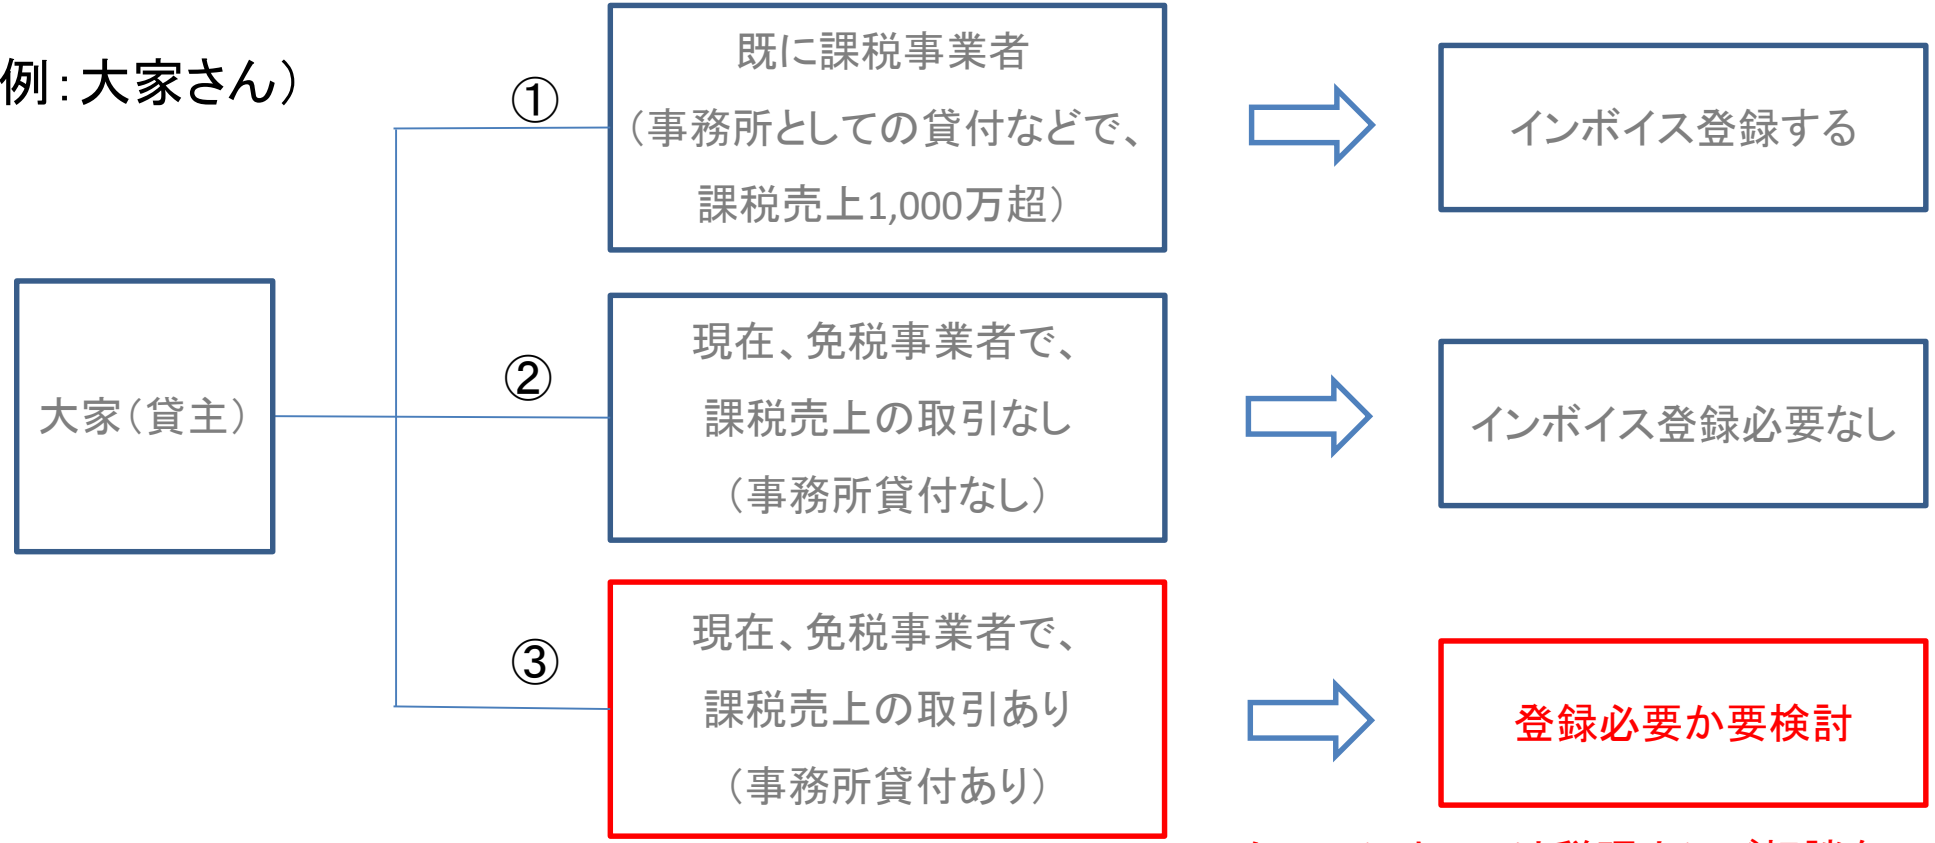 例：大家さん）
①
既に課税事業者
（事務所としての貸付などで、
課税売上1,000万超）
インボイス登録する
大家（貸主）
②
現在、免税事業者で、
課税売上の取引なし
（事務所貸付なし）
インボイス登録必要なし
③
現在、免税事業者で、
課税売上の取引あり
（事務所貸付あり）
登録必要か要検討